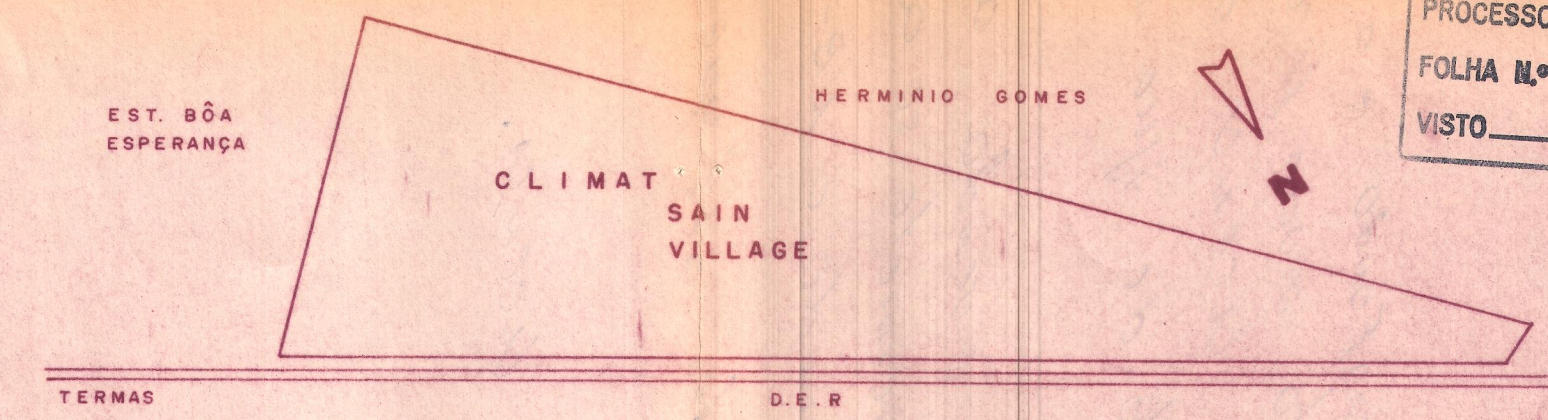 PROCESSO
FOLHA N.º
VISTO
EST. BÔA
ESPERANÇA
HERMINIO GOMES
N
CLIMAT
SAIN
VILLAGE
TERMAS
D.E.R